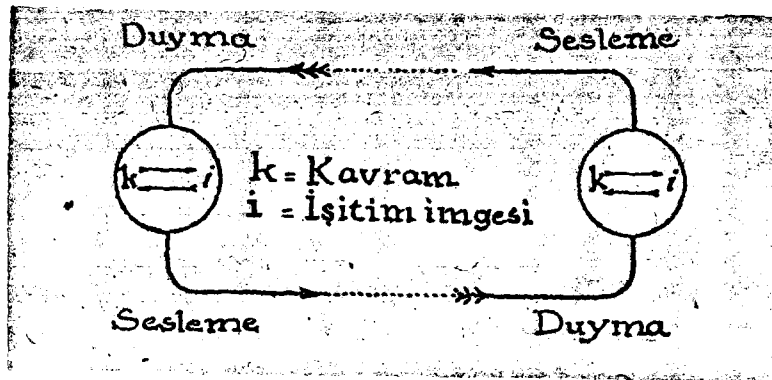 Duyma Sesleme
k i k = Kavram k i
i = İşitim imgesi
Sesleme Duyma